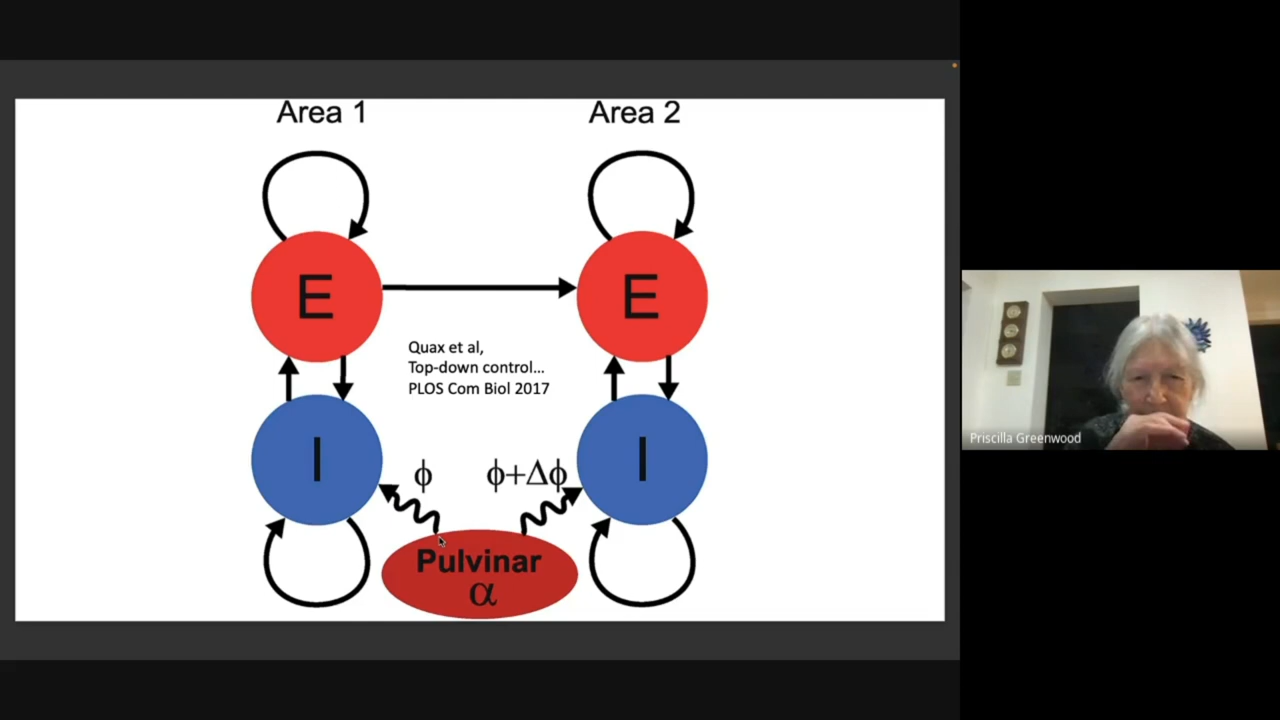 Area 1
Area 2
E
E
Quax et al,
Top-down control...
PLOS Com Biol 2017
I
I
ϕ
ϕ+Δϕ
Pulvinar
α
Priscilla Greenwood